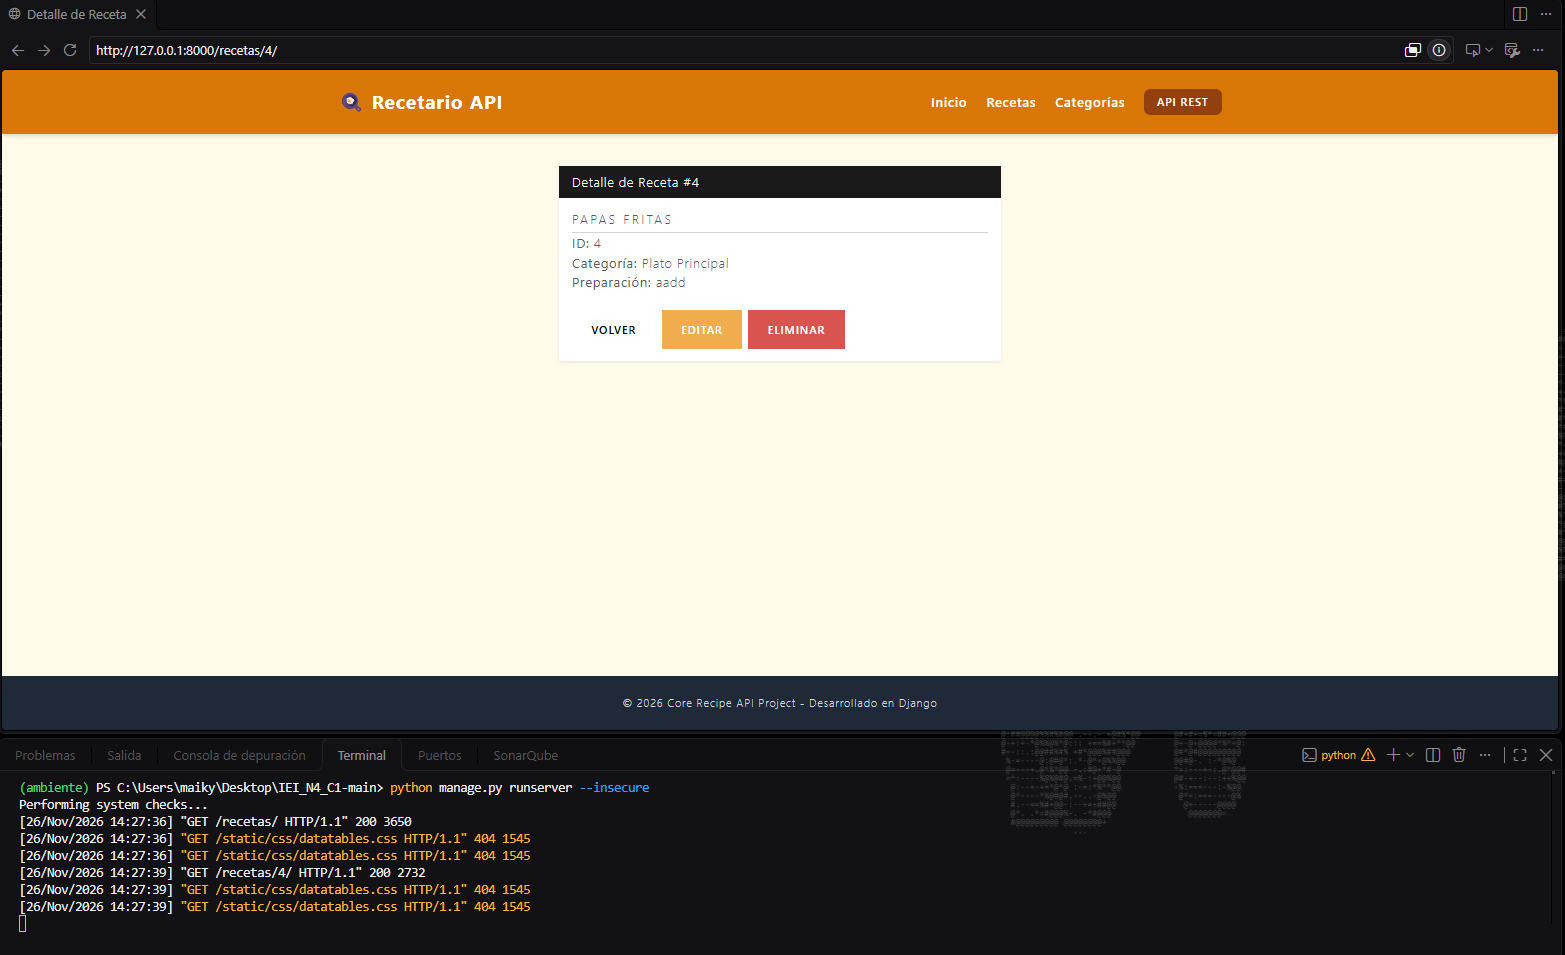 Detalle de Receta
http://127.0.0.1:8000/recetas/4/
Recetario API
Inicio Recetas Categorías API REST
Detalle de Receta #4
PAPAS FRITAS
ID: 4
Categoría: Plato Principal
Preparación: aadd
VOLVER EDITAR ELIMINAR
© 2026 Core Recipe API Project - Desarrollado en Django
Problemas Salida Consola de depuración Terminal Puertos SonarQube python
(ambiente) PS C:\Users\maiky\Desktop\IEI_N4_C1-main> python manage.py runserver --insecure
Performing system checks...
[26/Nov/2026 14:27:36] "GET /recetas/ HTTP/1.1" 200 3650
[26/Nov/2026 14:27:36] "GET /static/css/datatables.css HTTP/1.1" 404 1545
[26/Nov/2026 14:27:36] "GET /static/css/datatables.css HTTP/1.1" 404 1545
[26/Nov/2026 14:27:39] "GET /recetas/4/ HTTP/1.1" 200 2732
[26/Nov/2026 14:27:39] "GET /static/css/datatables.css HTTP/1.1" 404 1545
[26/Nov/2026 14:27:39] "GET /static/css/datatables.css HTTP/1.1" 404 1545